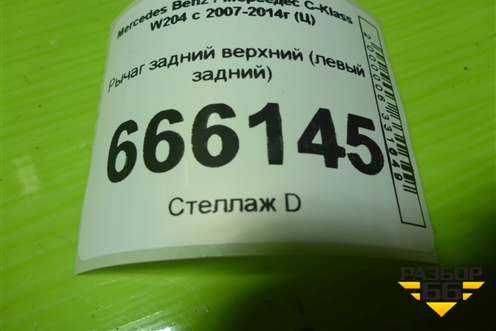 Mercedes Benz / Мерседес C-Klass
W204 с 2007-2014г (Ц)
Рычаг задний верхний (левый
задний)
666145
Стеллаж D
РАЗБОР
66